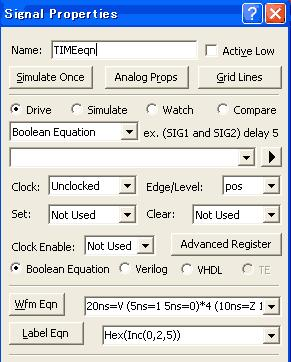 Signal Properties
Name: TIMEeqn Active Low
Simulate Once Analog Props Grid Lines
Drive Simulate Watch Compare
Boolean Equation ex. (SIG1 and SIG2) delay 5
Clock: Unclocked Edge/Level: pos
Set: Not Used Clear: Not Used
Clock Enable: Not Used Advanced Register
Boolean Equation Verilog VHDL TE
Wfm Eqn 20ns=V (5ns=1 5ns=0)*4 (10ns=Z 1
Label Eqn Hex(Inc(0,2,5))